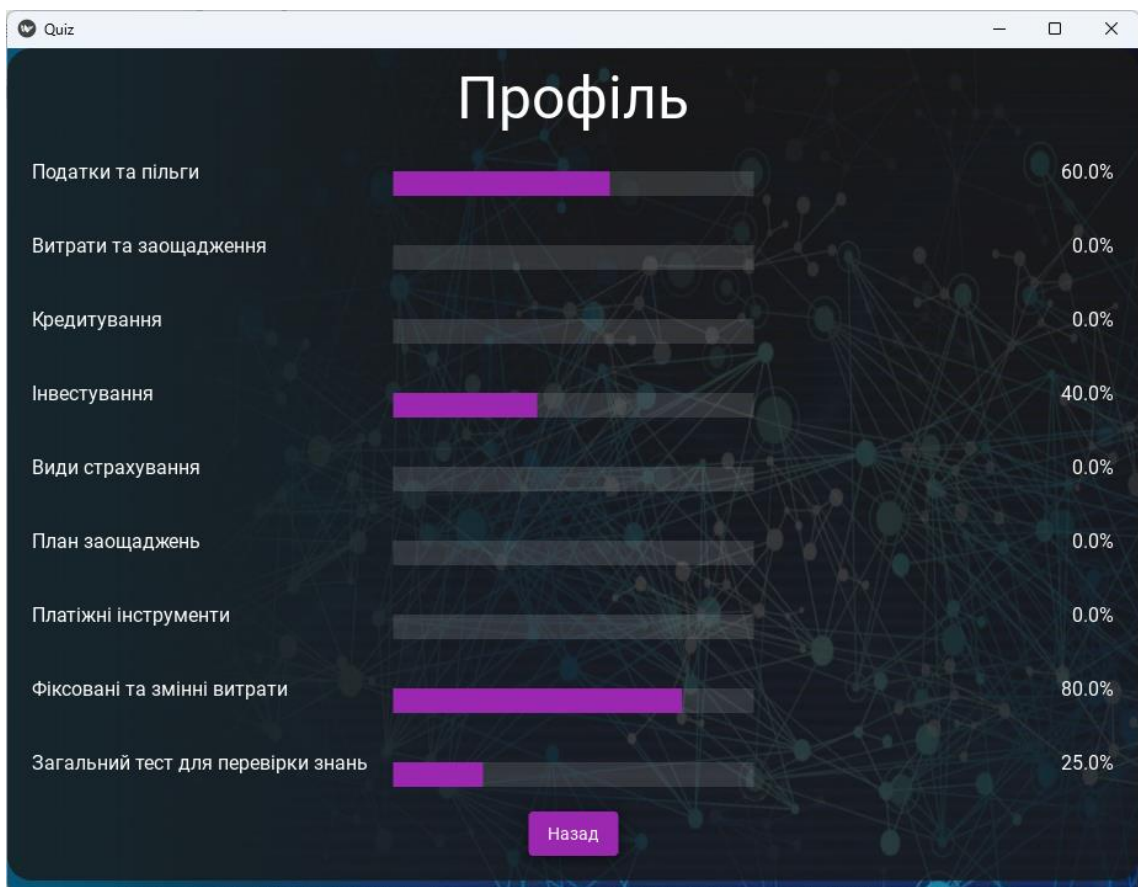 Quiz
Профіль
Податки та пільги 60.0%
Витрати та заощадження 0.0%
Кредитування 0.0%
Інвестування 40.0%
Види страхування 0.0%
План заощаджень 0.0%
Платіжні інструменти 0.0%
Фіксовані та змінні витрати 80.0%
Загальний тест для перевірки знань 25.0%
Назад